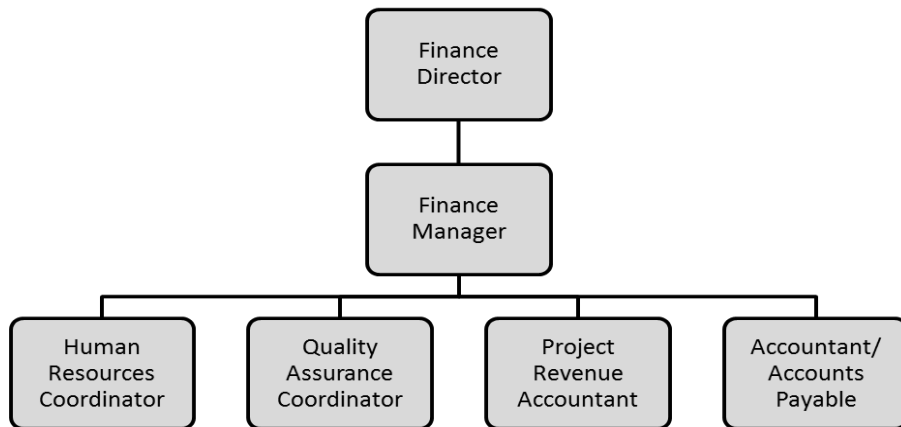 Finance
Director
Finance
Manager
Human
Resources
Coordinator
Quality
Assurance
Coordinator
Project
Revenue
Accountant
Accountant/
Accounts
Payable